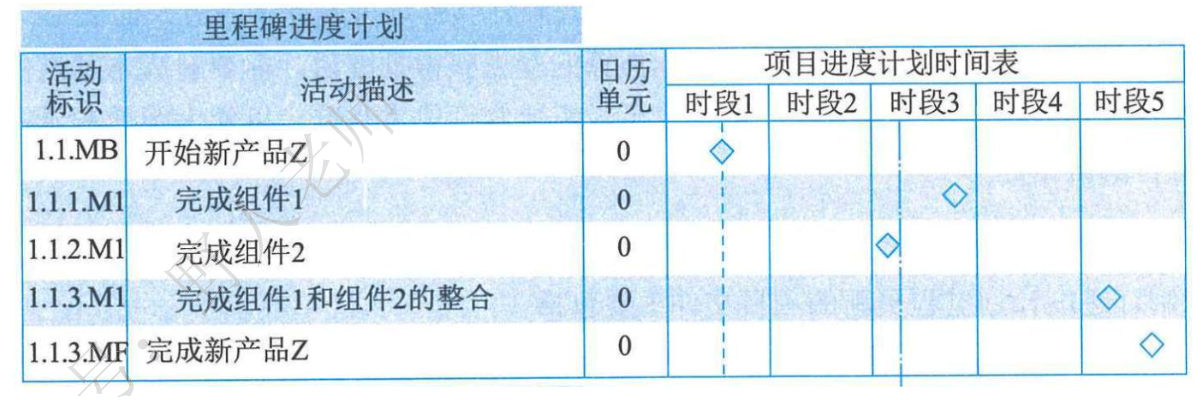 里程碑进度计划
活动标识 活动描述 日历单元 项目进度计划时间表
时段1 时段2 时段3 时段4 时段5
1.1.MB 开始新产品Z 0
1.1.1.M1 完成组件1 0
1.1.2.M1 完成组件2 0
1.1.3.M1 完成组件1和组件2的整合 0
1.1.3.MF 完成新产品Z 0
号:野人老师